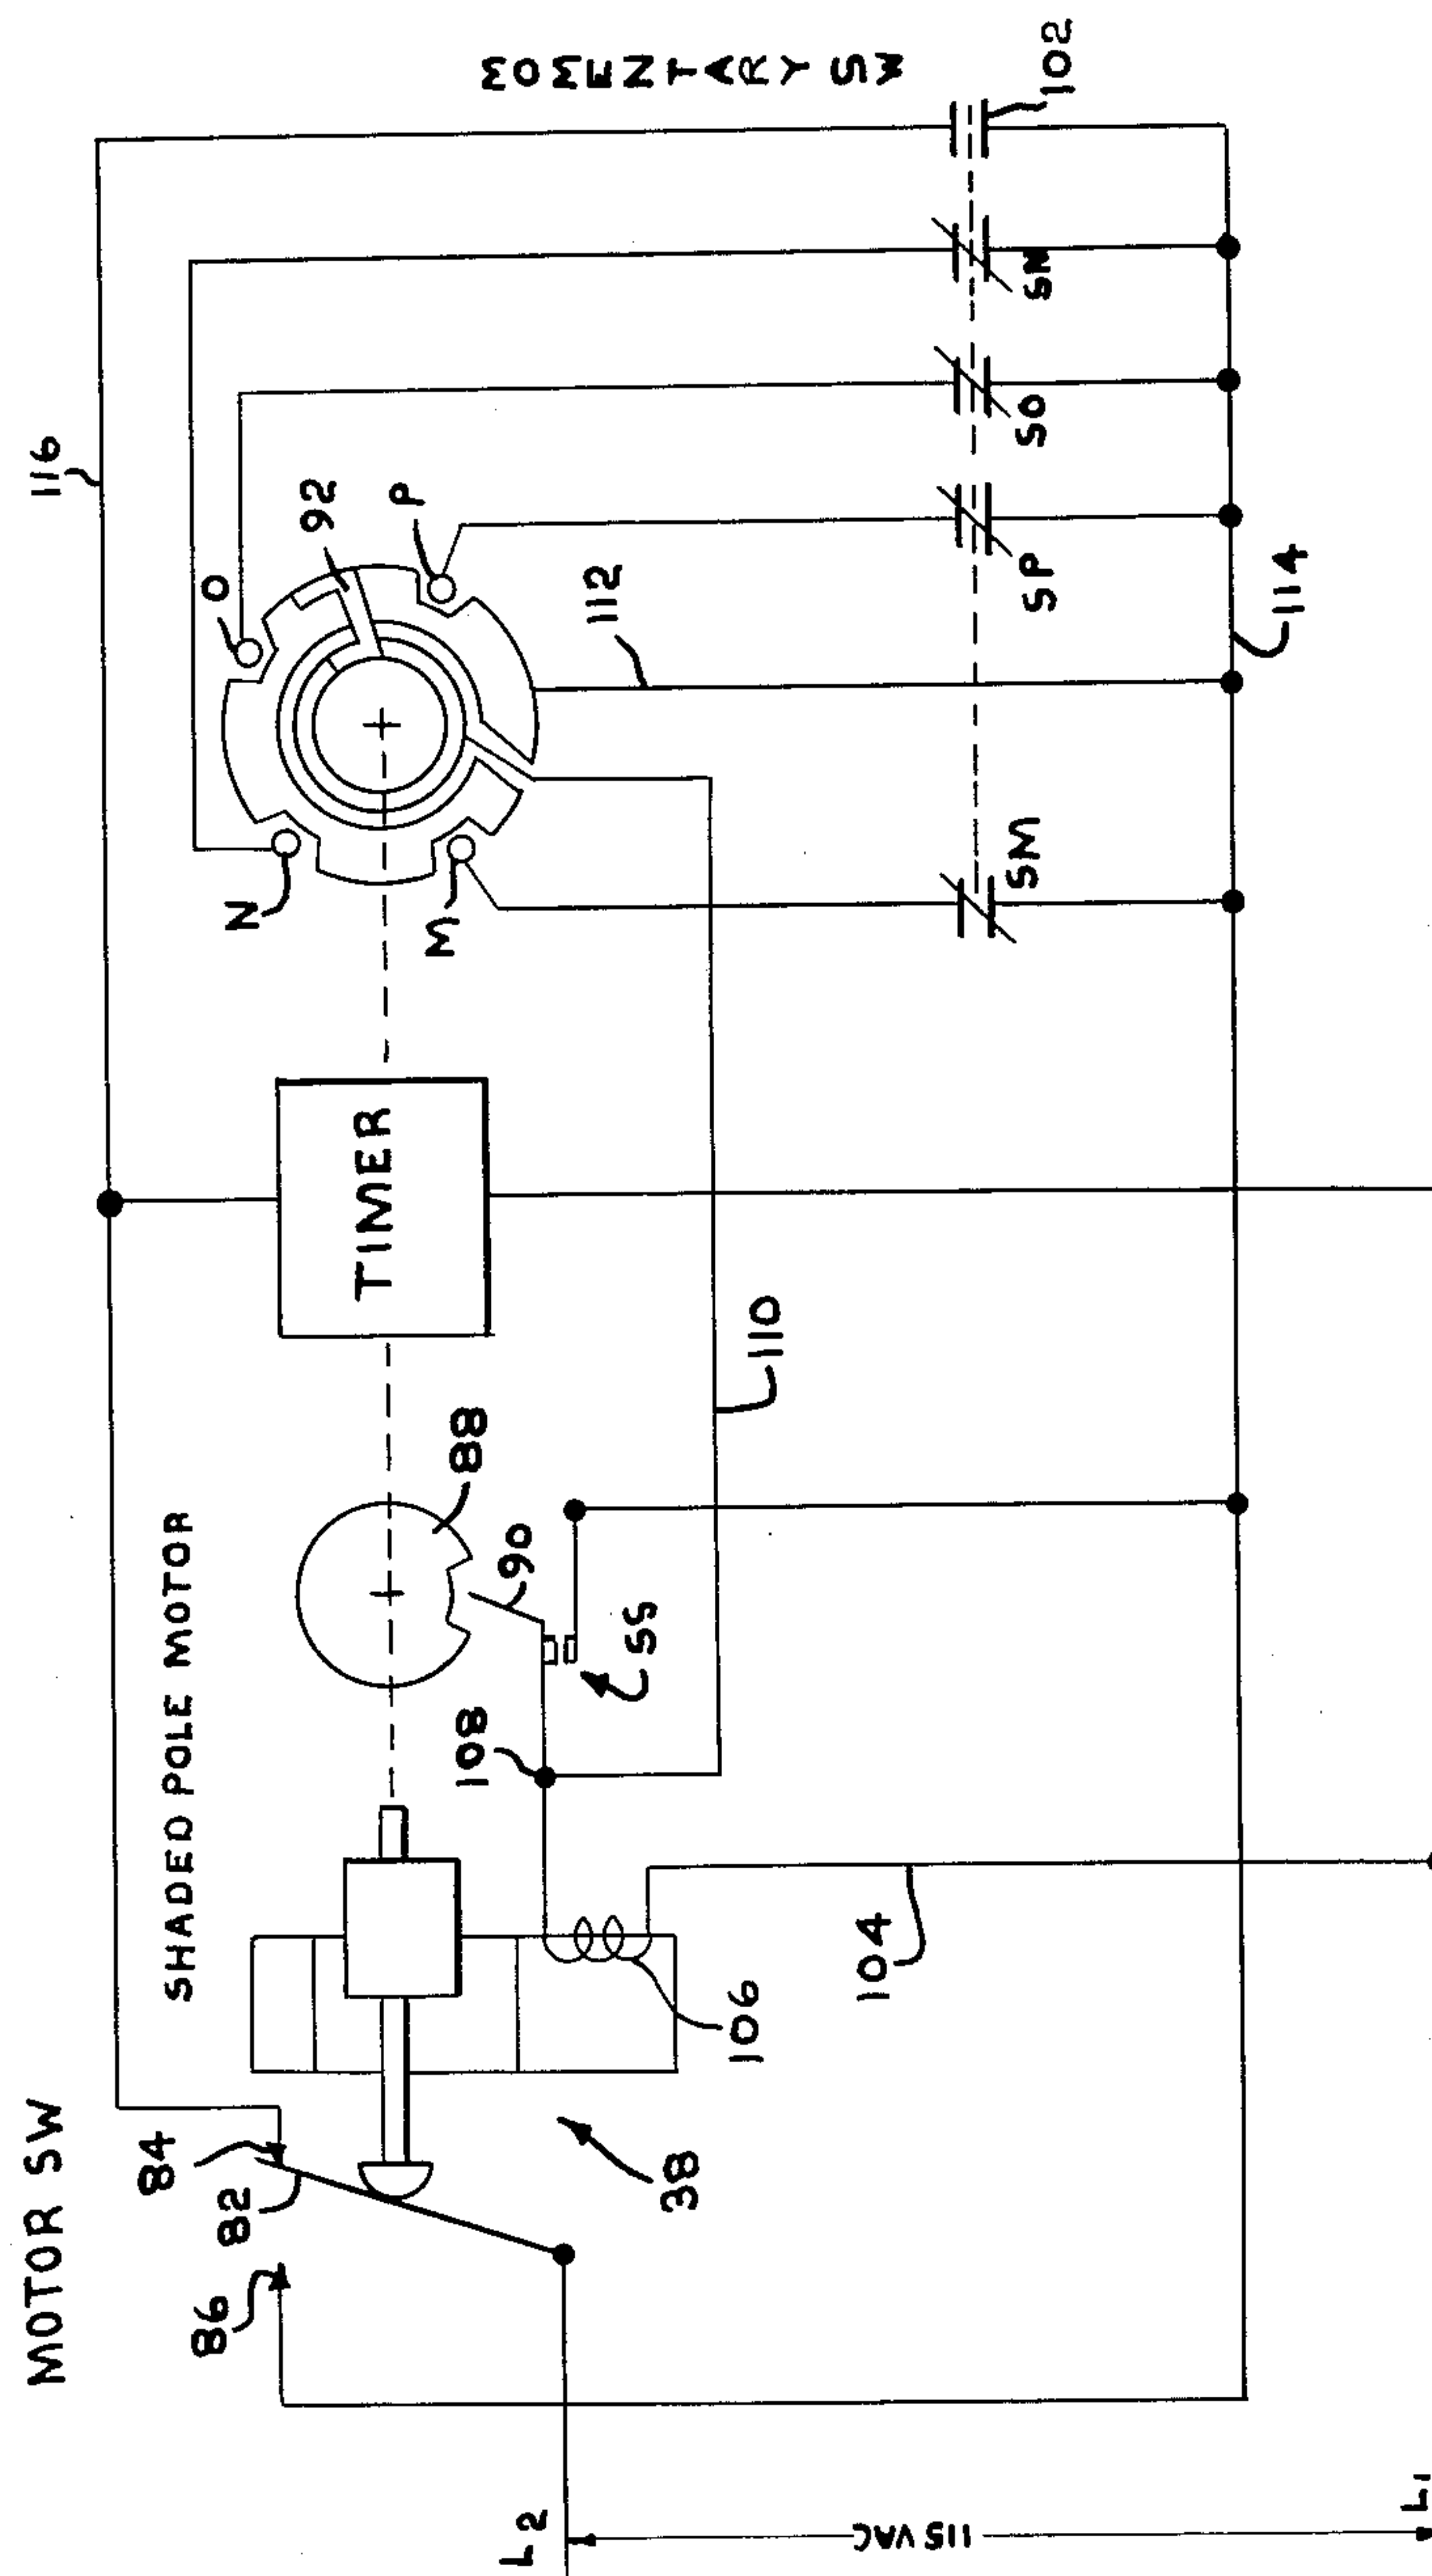 MOTOR SW
SHADED POLE MOTOR
116
84
82
86
L2
115 VAC
L1
38
106
104
108
90
SS
88
TIMER
110
N
M
O
92
P
112
SM
SP
SO
SN
114
102
MOMENTARY SW